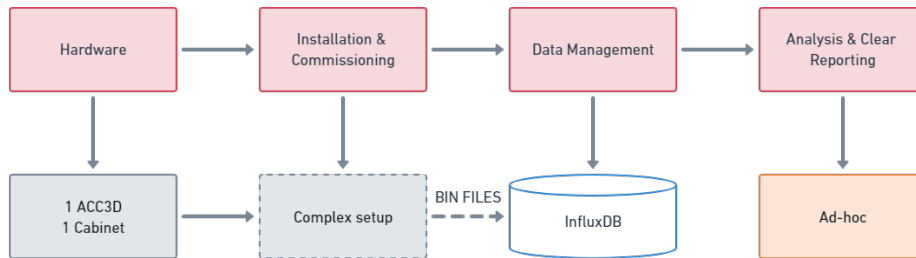 Hardware
Installation &
Commissioning
Data Management
Analysis & Clear
Reporting
1 ACC3D
1 Cabinet
Complex setup
BIN FILES
InfluxDB
Ad-hoc